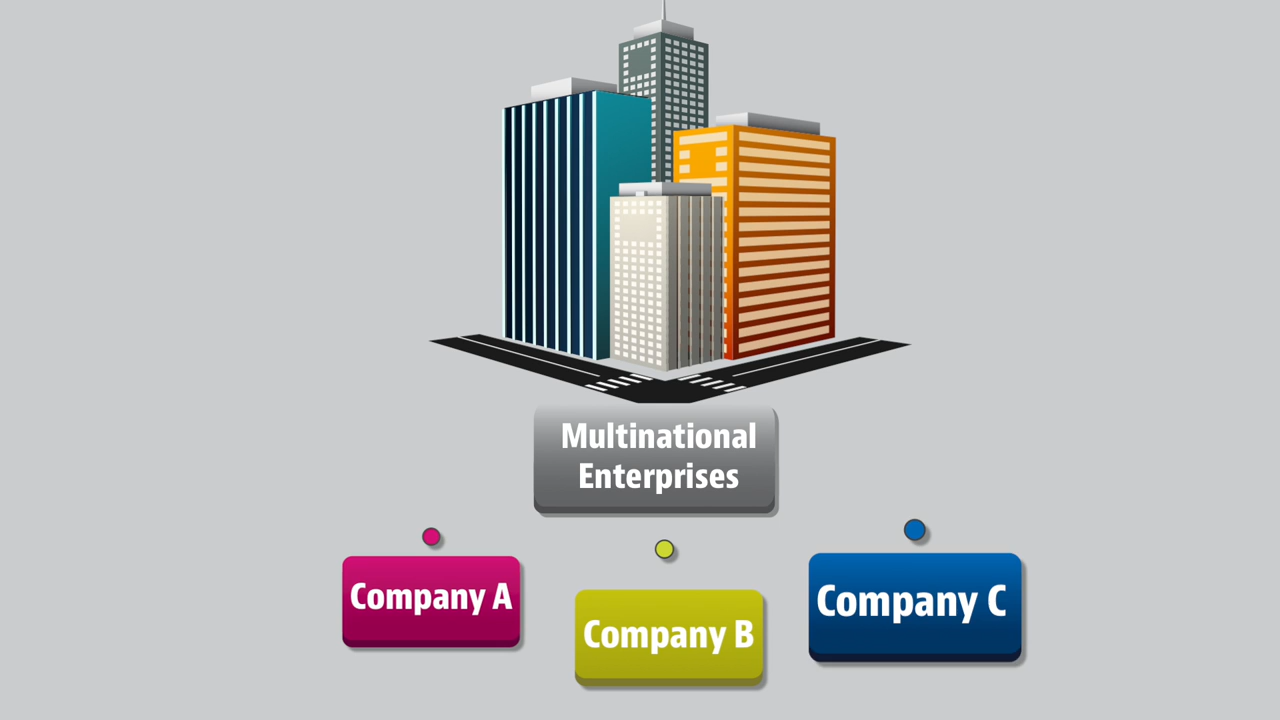 Multinational
Enterprises
Company A
Company B
Company C